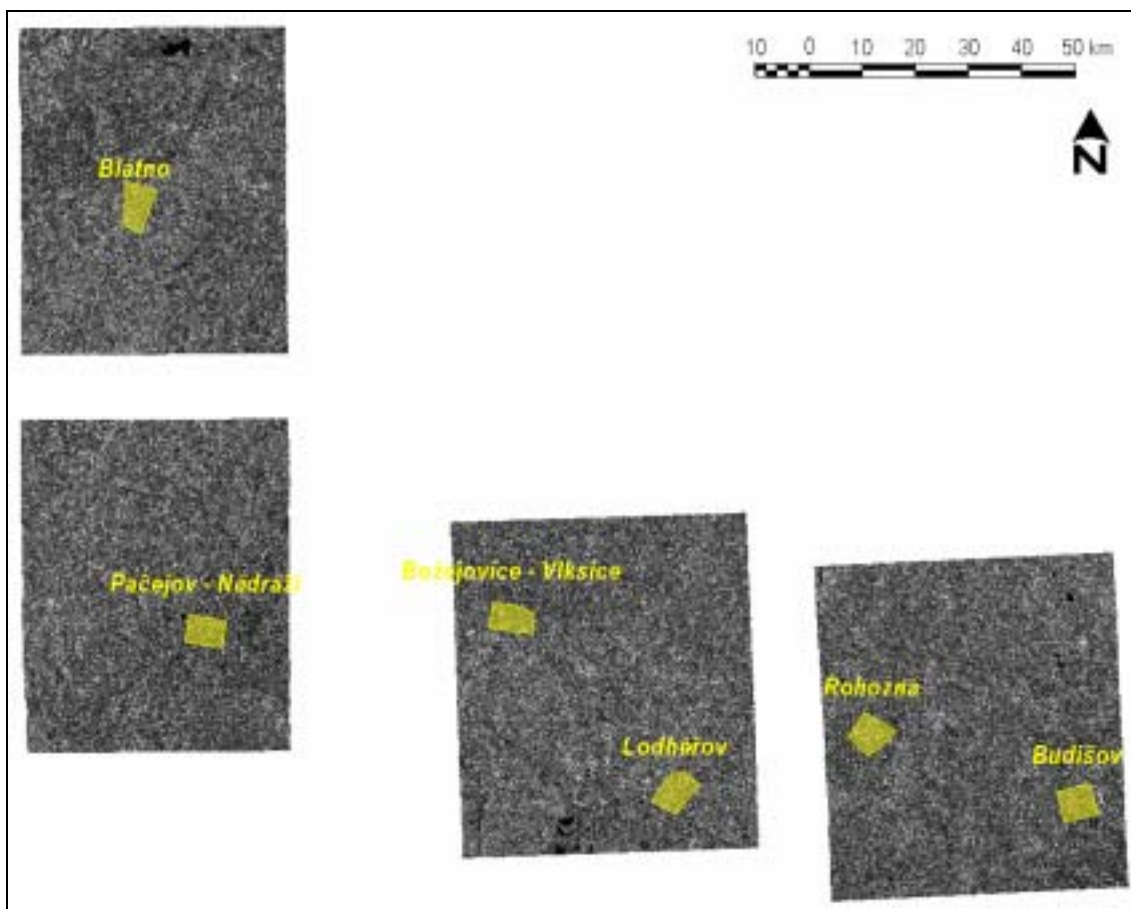 10 0 10 20 30 40 50 km
N
Blatno
Pačejov - Nádraží
Božejovice - Vlksice
Rohozná
Lodhéřov
Budišov